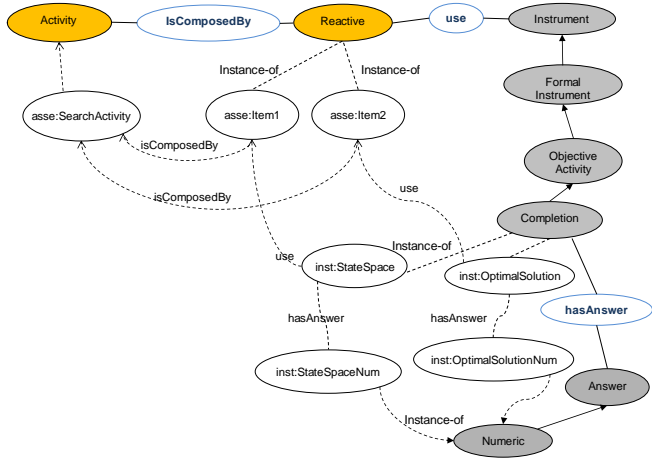 Activity
IsComposedBy
Reactive
use
Instrument
Instance-of
Instance-of
Formal
Instrument
asse:SearchActivity
asse:Item1
asse:Item2
isComposedBy
Objective
Activity
isComposedBy
use
Completion
Instance-of
use
inst:StateSpace
inst:OptimalSolution
hasAnswer
hasAnswer
hasAnswer
inst:StateSpaceNum
inst:OptimalSolutionNum
Answer
Instance-of
Numeric